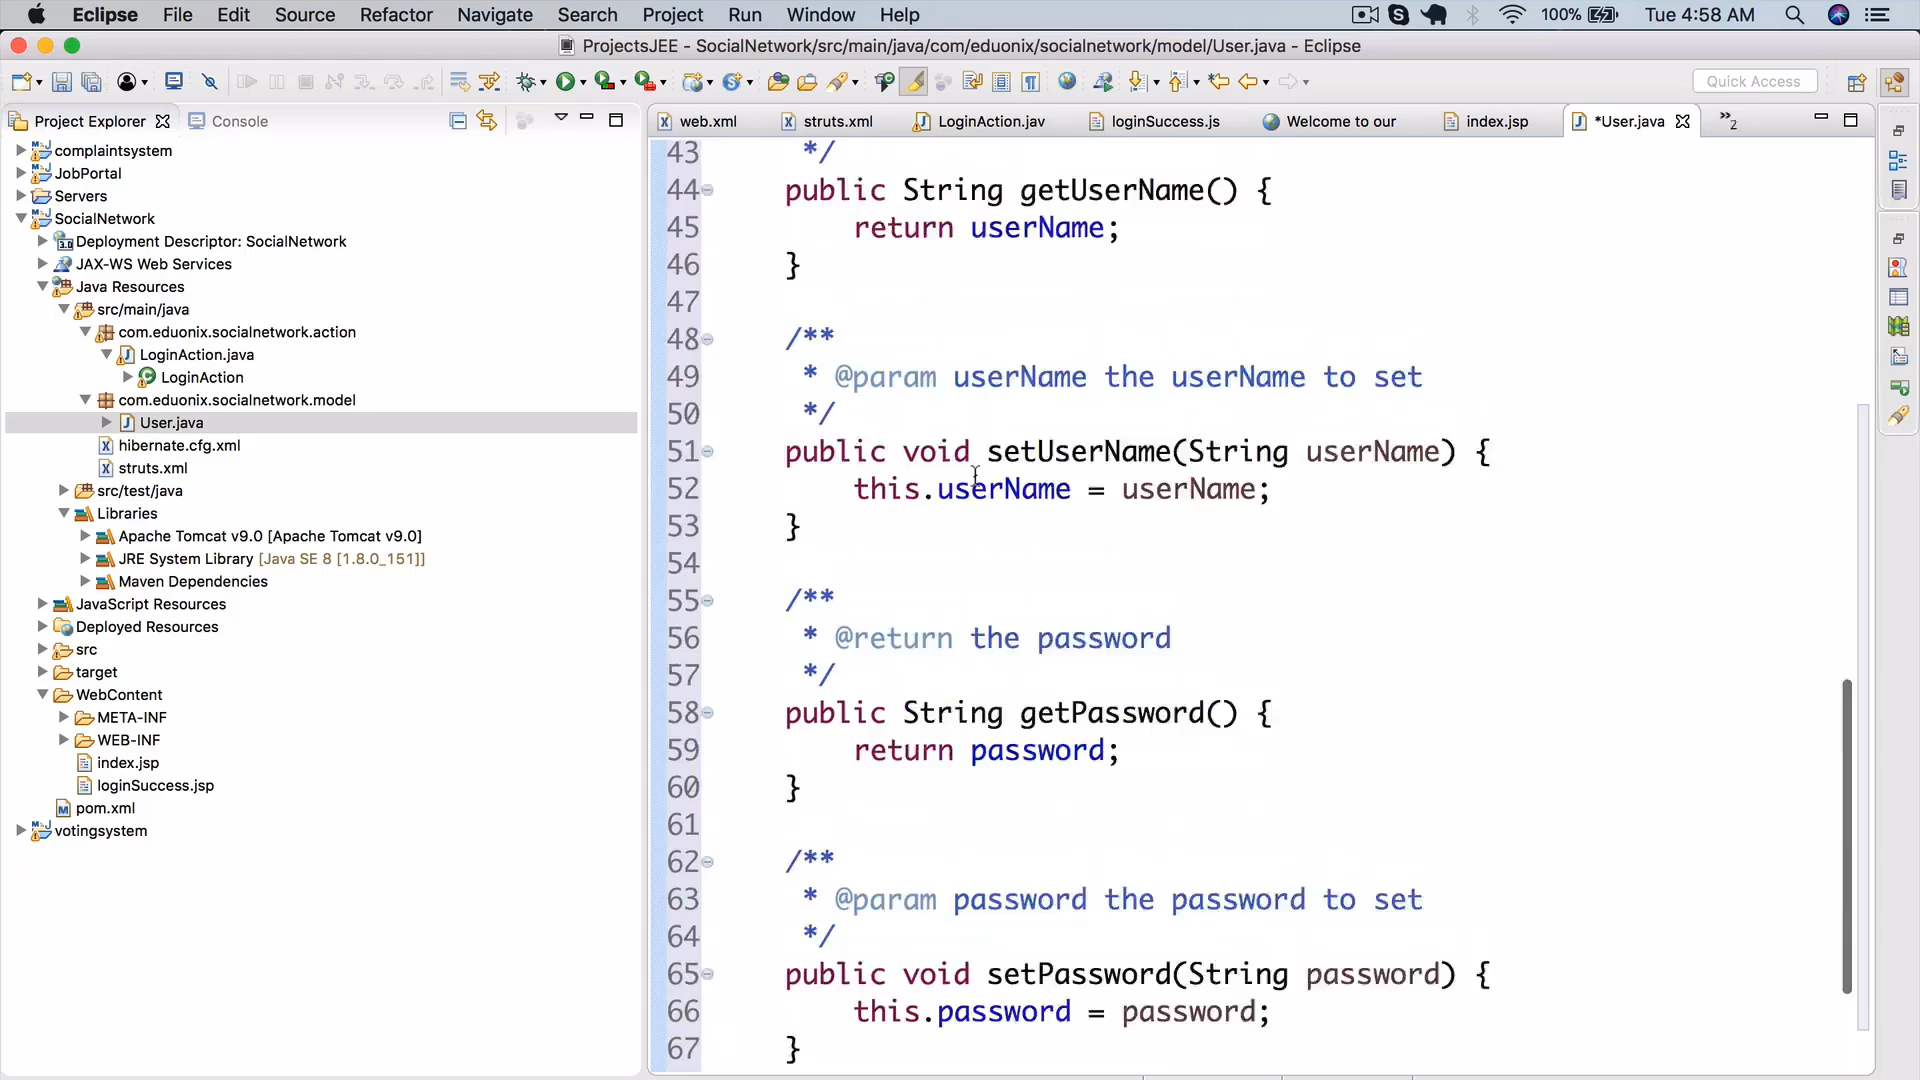 Eclipse File Edit Source Refactor Navigate Search Project Run Window Help 100% Tue 4:58 AM
ProjectsJEE - SocialNetwork/src/main/java/com/eduonix/socialnetwork/model/User.java - Eclipse
Quick Access
Project Explorer Console
complaintsystem
JobPortal
Servers
SocialNetwork
Deployment Descriptor: SocialNetwork
JAX-WS Web Services
Java Resources
src/main/java
com.eduonix.socialnetwork.action
LoginAction.java
LoginAction
com.eduonix.socialnetwork.model
User.java
hibernate.cfg.xml
struts.xml
src/test/java
Libraries
Apache Tomcat v9.0 [Apache Tomcat v9.0]
JRE System Library [Java SE 8 [1.8.0_151]]
Maven Dependencies
JavaScript Resources
Deployed Resources
src
target
WebContent
META-INF
WEB-INF
index.jsp
loginSuccess.jsp
pom.xml
votingsystem
web.xml struts.xml LoginAction.jav loginSuccess.js Welcome to our index.jsp *User.java »2
43 */
44 public String getUserName() {
45 return userName;
46 }
47
48 /**
49 * @param userName the userName to set
50 */
51 public void setUserName(String userName) {
52 this.userName = userName;
53 }
54
55 /**
56 * @return the password
57 */
58 public String getPassword() {
59 return password;
60 }
61
62 /**
63 * @param password the password to set
64 */
65 public void setPassword(String password) {
66 this.password = password;
67 }